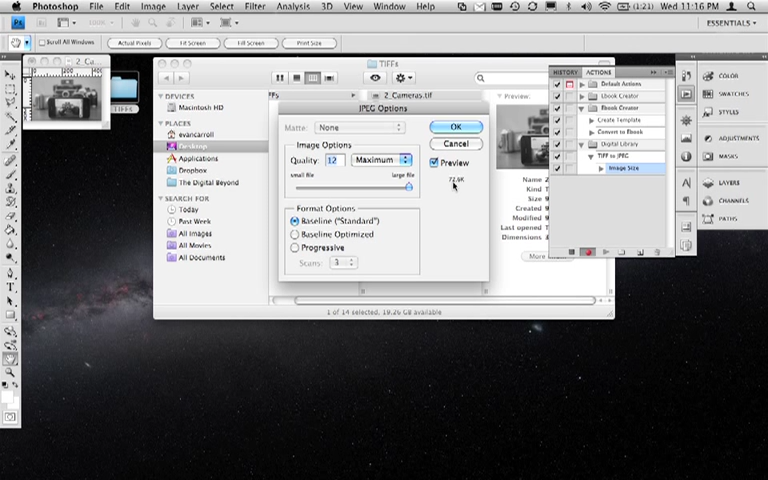 Photoshop File Edit Image Layer Select Filter Analysis 3D View Window Help (1:21) Wed 11:16 PM
Ps 100% ESSENTIALS
Scroll All Windows Actual Pixels Fit Screen Fill Screen Print Size
2_Ca...
TIFFs
TIFFs
DEVICES
Macintosh HD
PLACES
evancarroll
Desktop
Applications
Dropbox
The Digital Beyond
SEARCH FOR
Today
Past Week
All Images
All Movies
All Documents
2_Cameras.tif
Preview:
Name 2
Kind T
Size
Created
Modified
Last opened
Dimensions
1 of 14 selected, 19.26 GB available
JPEG Options
Matte: None
OK
Cancel
Preview
72.6K
Image Options
Quality: 12 Maximum
small file large file
Format Options
Baseline ("Standard")
Baseline Optimized
Progressive
Scans: 3
HISTORY ACTIONS
Default Actions
Ebook Creator
Ebook Creator
Create Template
Convert to Ebook
Digital Library
TIFF to JPEG
Image Size
COLOR
SWATCHES
STYLES
ADJUSTMENTS
MASKS
LAYERS
CHANNELS
PATHS